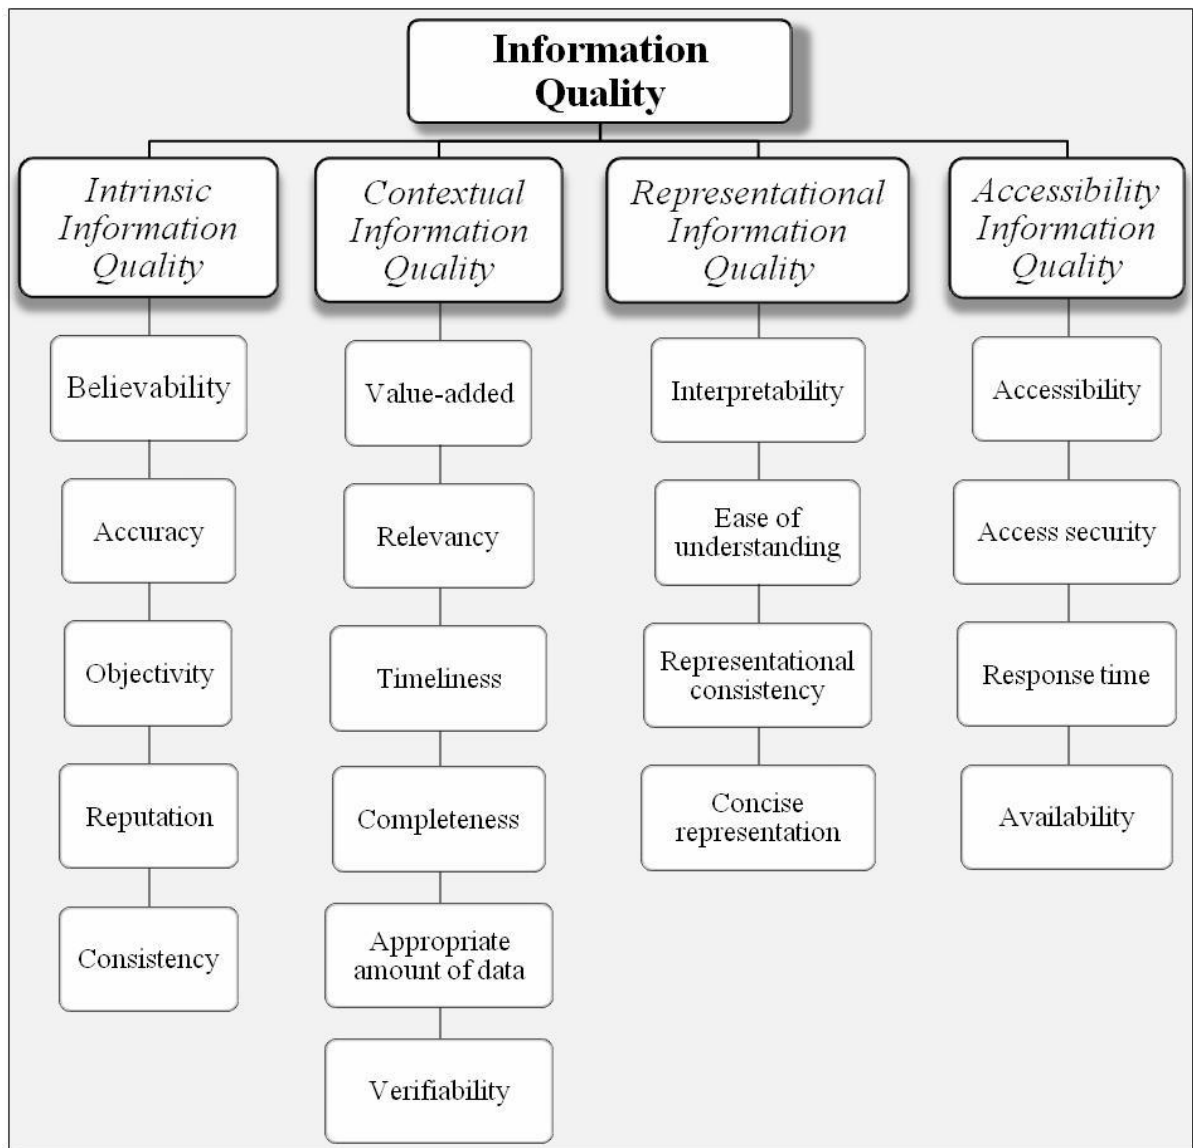 Information
Quality
Intrinsic
Information
Quality
Believability
Accuracy
Objectivity
Reputation
Consistency
Contextual
Information
Quality
Value-added
Relevancy
Timeliness
Completeness
Appropriate
amount of data
Verifiability
Representational
Information
Quality
Interpretability
Ease of
understanding
Representational
consistency
Concise
representation
Accessibility
Information
Quality
Accessibility
Access security
Response time
Availability